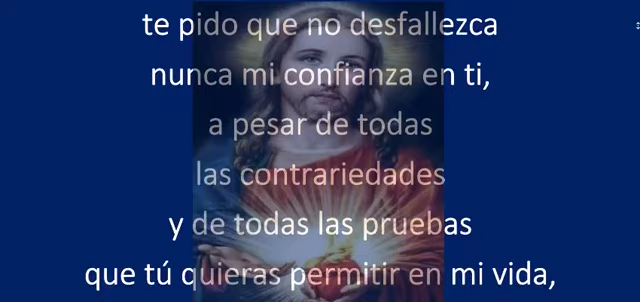 te pido que no desfallezca
nunca mi confianza en ti,
a pesar de todas
las contrariedades
y de todas las pruebas
que tú quieras permitir en mi vida,